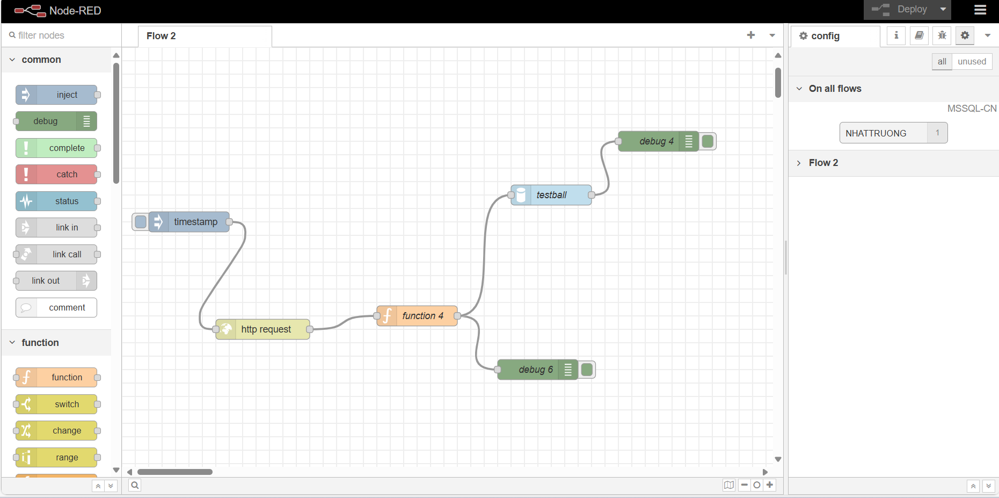 Node-RED
Deploy
filter nodes
common
inject
debug
complete
catch
status
link in
link call
link out
comment
function
function
switch
change
range
Flow 2
timestamp
http request
function 4
testball
debug 4
debug 6
config
i
all
unused
On all flows
MSSQL-CN
NHATTRUONG
1
Flow 2